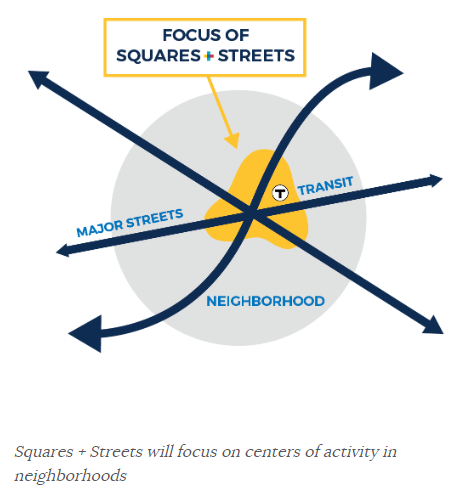 FOCUS OF
SQUARES + STREETS
T
TRANSIT
MAJOR STREETS
NEIGHBORHOOD
Squares + Streets will focus on centers of activity in
neighborhoods